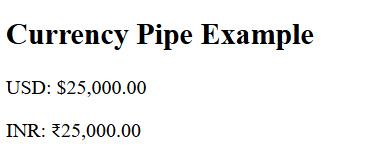 Currency Pipe Example
USD: $25,000.00
INR: ₹25,000.00